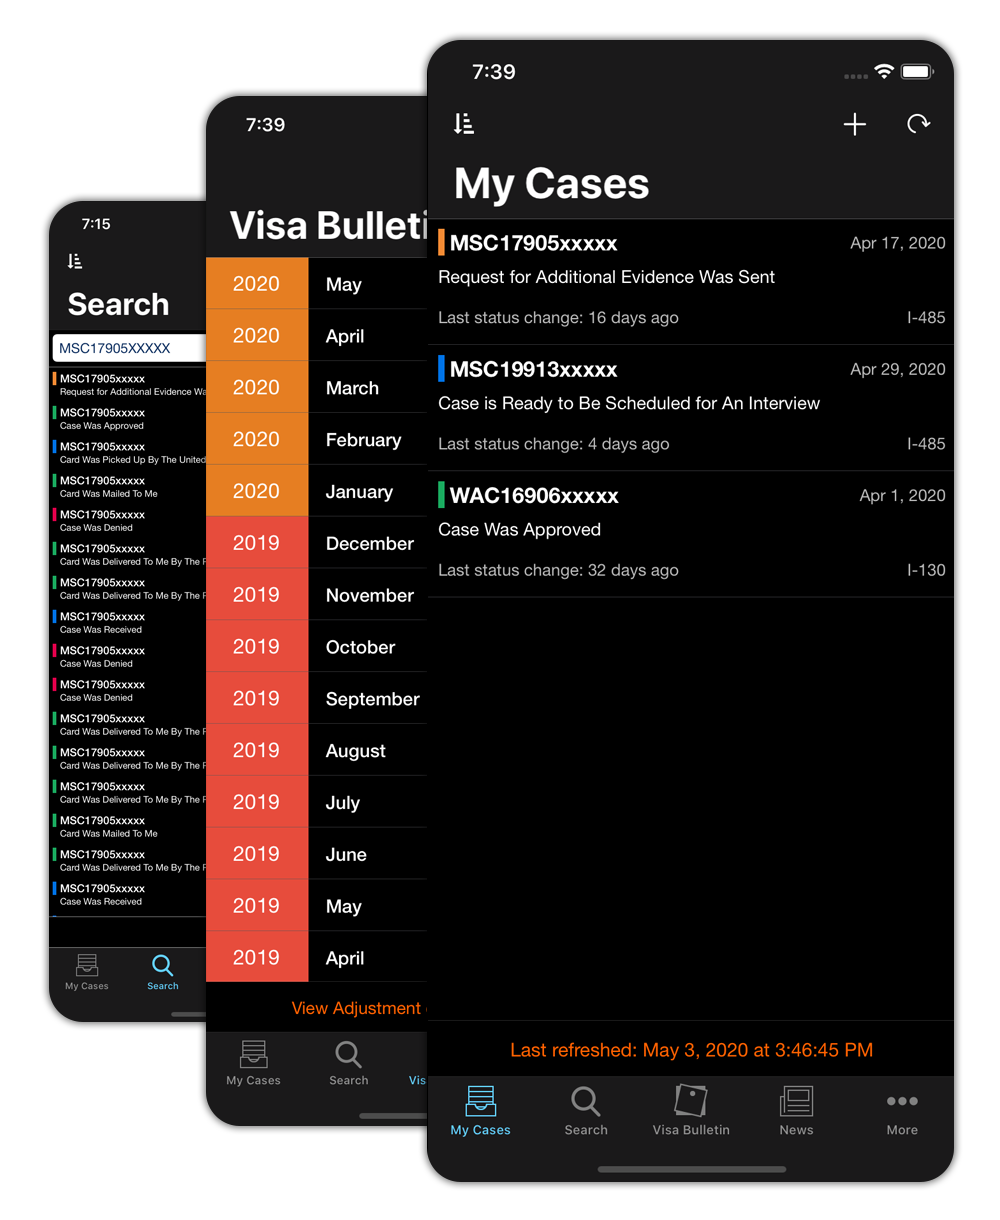 7:15
Search
MSC17905XXXXX
MSC17905xxxxx
Request for Additional Evidence Wa
MSC17905xxxxx
Case Was Approved
MSC17905xxxxx
Card Was Picked Up By The United
MSC17905xxxxx
Card Was Mailed To Me
MSC17905xxxxx
Case Was Denied
MSC17905xxxxx
Card Was Delivered To Me By The P
MSC17905xxxxx
Card Was Delivered To Me By The P
MSC17905xxxxx
Case Was Received
MSC17905xxxxx
Case Was Denied
MSC17905xxxxx
Case Was Denied
MSC17905xxxxx
Card Was Delivered To Me By The P
MSC17905xxxxx
Card Was Delivered To Me By The P
MSC17905xxxxx
Card Was Delivered To Me By The P
MSC17905xxxxx
Card Was Mailed To Me
MSC17905xxxxx
Card Was Delivered To Me By The P
MSC17905xxxxx
Case Was Received
My Cases Search
7:39
Visa Bulleti
2020 May
2020 April
2020 March
2020 February
2020 January
2019 December
2019 November
2019 October
2019 September
2019 August
2019 July
2019 June
2019 May
2019 April
View Adjustment
My Cases Search Vis
7:39
My Cases
MSC17905xxxxx Apr 17, 2020
Request for Additional Evidence Was Sent
Last status change: 16 days ago I-485
MSC19913xxxxx Apr 29, 2020
Case is Ready to Be Scheduled for An Interview
Last status change: 4 days ago I-485
WAC16906xxxxx Apr 1, 2020
Case Was Approved
Last status change: 32 days ago I-130
Last refreshed: May 3, 2020 at 3:46:45 PM
My Cases Search Visa Bulletin News More